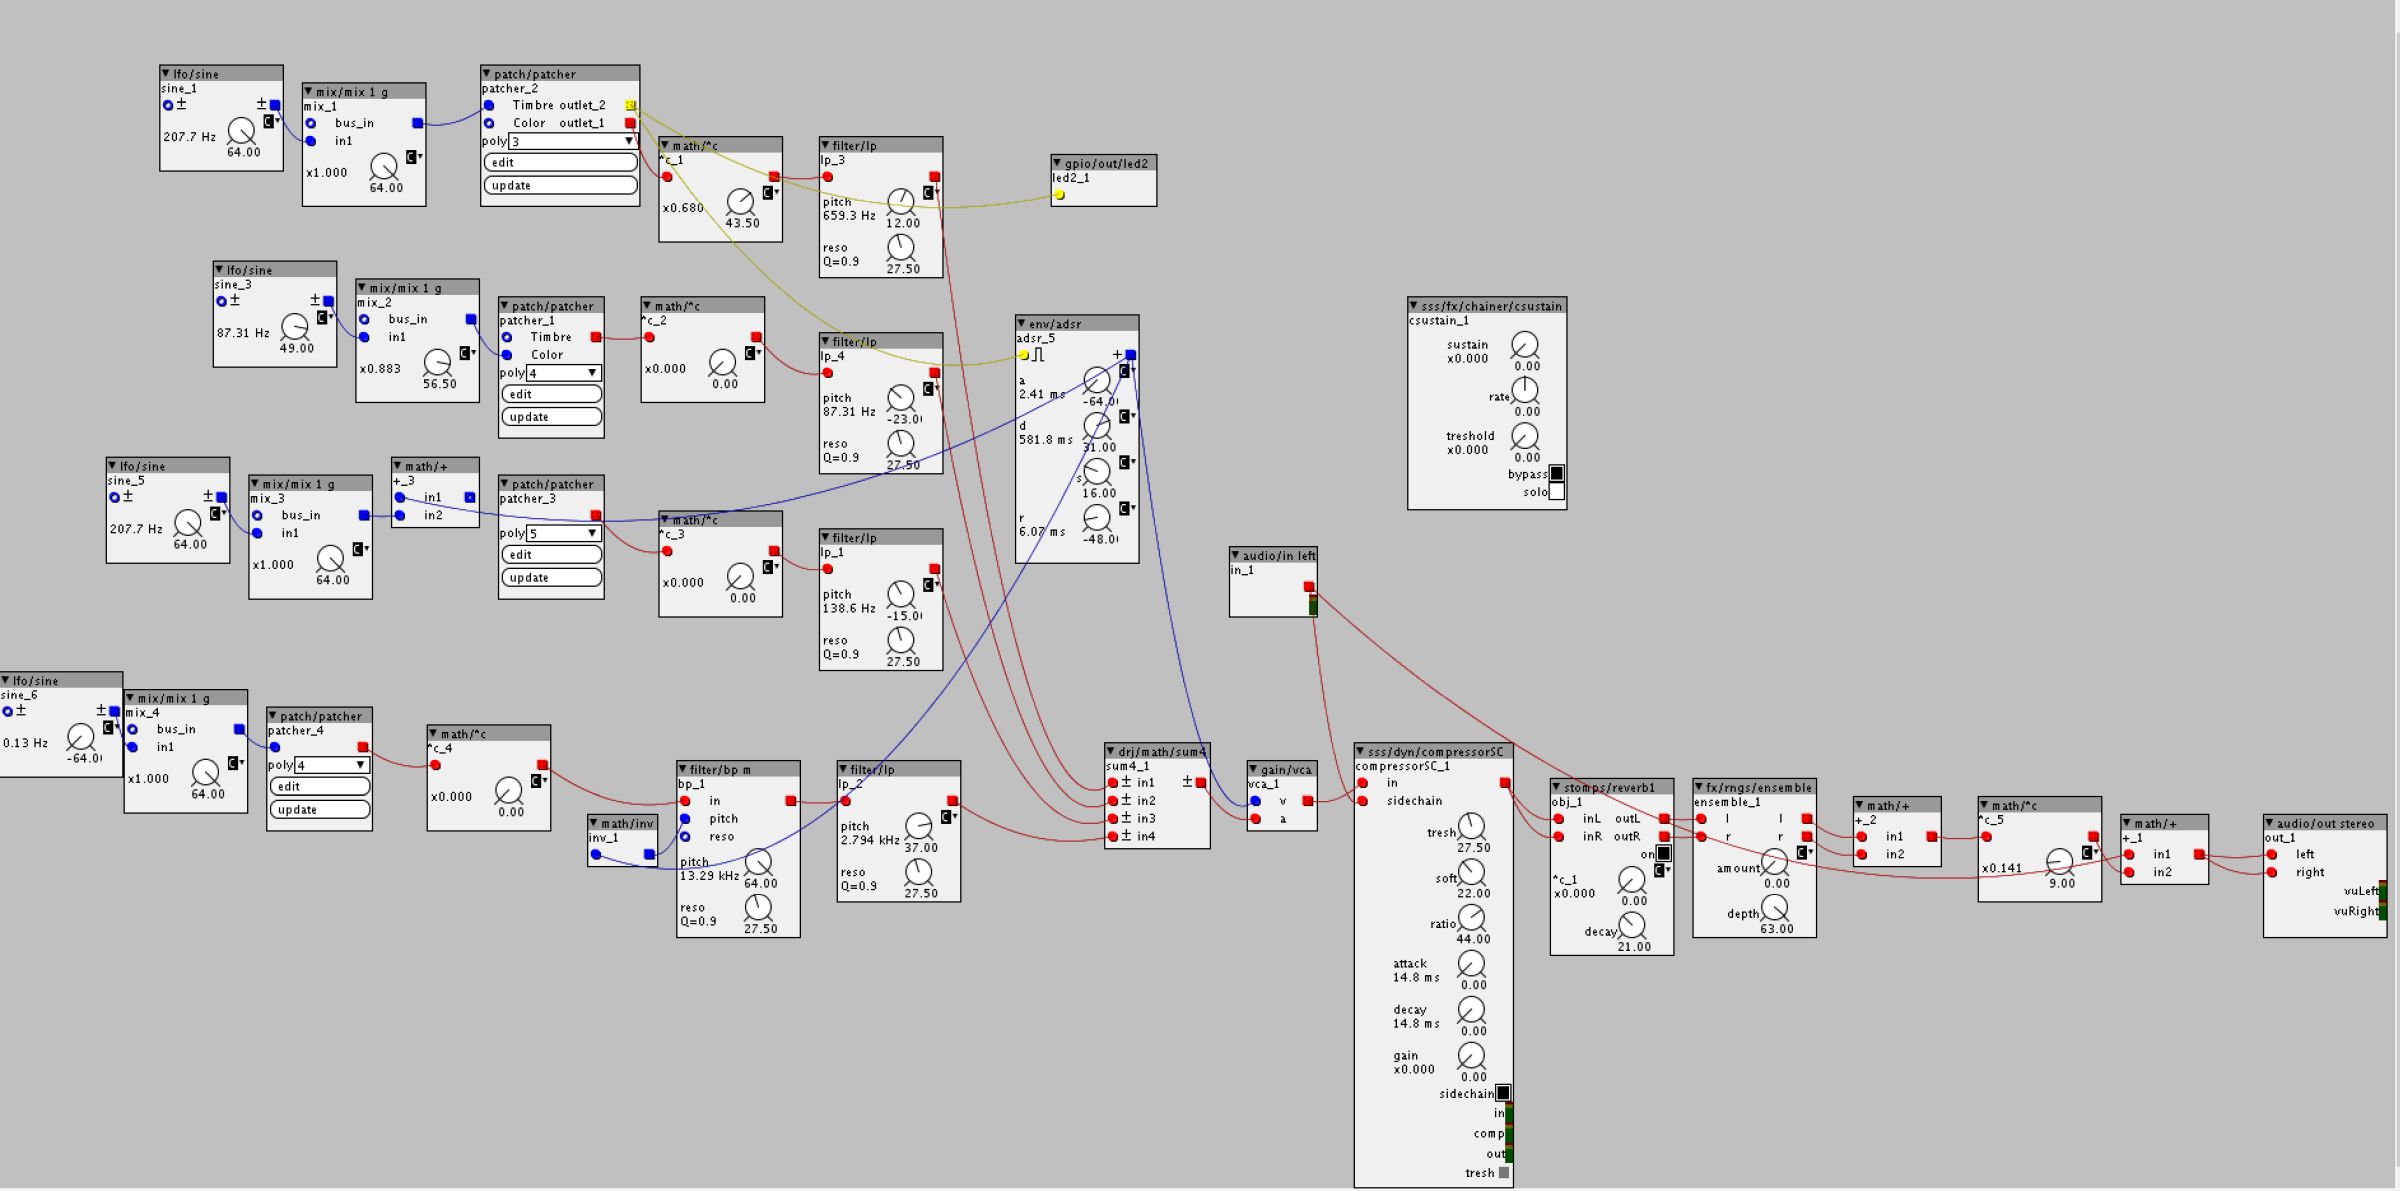 lfo/sine
sine_1
± ±
207.7 Hz
64.00
mix/mix 1 g
mix_1
bus_in
in1
x1.000
64.00
patch/patcher
patcher_2
Timbre outlet_2
Color outlet_1
poly 3
edit
update
math/*c
*c_1
x0.680
43.50
filter/lp
lp_3
pitch
659.3 Hz
12.00
reso
Q=0.9
27.50
gpio/out/led2
led2_1
lfo/sine
sine_3
± ±
87.31 Hz
49.00
mix/mix 1 g
mix_2
bus_in
in1
x0.883
56.50
patch/patcher
patcher_1
Timbre
Color
poly 4
edit
update
math/*c
*c_2
x0.000
0.00
filter/lp
lp_4
pitch
87.31 Hz
-23.0
reso
Q=0.9
27.50
env/adsr
adsr_5
+
a
2.41 ms
-64.0
d
581.8 ms
31.00
s
16.00
r
6.07 ms
-48.0
sss/fx/chainer/csustain
csustain_1
sustain
x0.000
0.00
rate
0.00
treshold
x0.000
0.00
bypass
solo
lfo/sine
sine_5
± ±
207.7 Hz
64.00
mix/mix 1 g
mix_3
bus_in
in1
x1.000
64.00
math/+
+_3
in1
in2
patch/patcher
patcher_3
poly 5
edit
update
math/*c
*c_3
x0.000
0.00
filter/lp
lp_1
pitch
138.6 Hz
-15.0
reso
Q=0.9
27.50
audio/in left
in_1
lfo/sine
sine_6
± ±
0.13 Hz
-64.0
mix/mix 1 g
mix_4
bus_in
in1
x1.000
64.00
patch/patcher
patcher_4
poly 4
edit
update
math/*c
*c_4
x0.000
0.00
math/inv
inv_1
filter/bp m
bp_1
in
pitch
reso
pitch
13.29 kHz
64.00
reso
Q=0.9
27.50
filter/lp
lp_2
pitch
2.794 kHz
37.00
reso
Q=0.9
27.50
drj/math/sum4
sum4_1
± in1 ±
± in2
± in3
± in4
gain/vca
vca_1
v
a
sss/dyn/compressorSC
compressorSC_1
in
sidechain
tresh
27.50
soft
22.00
ratio
44.00
attack
14.8 ms
0.00
decay
14.8 ms
0.00
gain
x0.000
0.00
sidechain
in
comp
out
tresh
stomps/reverb1
obj_1
inL outL
inR outR
on
*c_1
x0.000
0.00
decay
21.00
fx/rngs/ensemble
ensemble_1
l l
r r
amount
0.00
depth
63.00
math/+
+_2
in1
in2
math/*c
*c_5
x0.141
9.00
math/+
+_1
in1
in2
audio/out stereo
out_1
left
right
vuLeft
vuRight